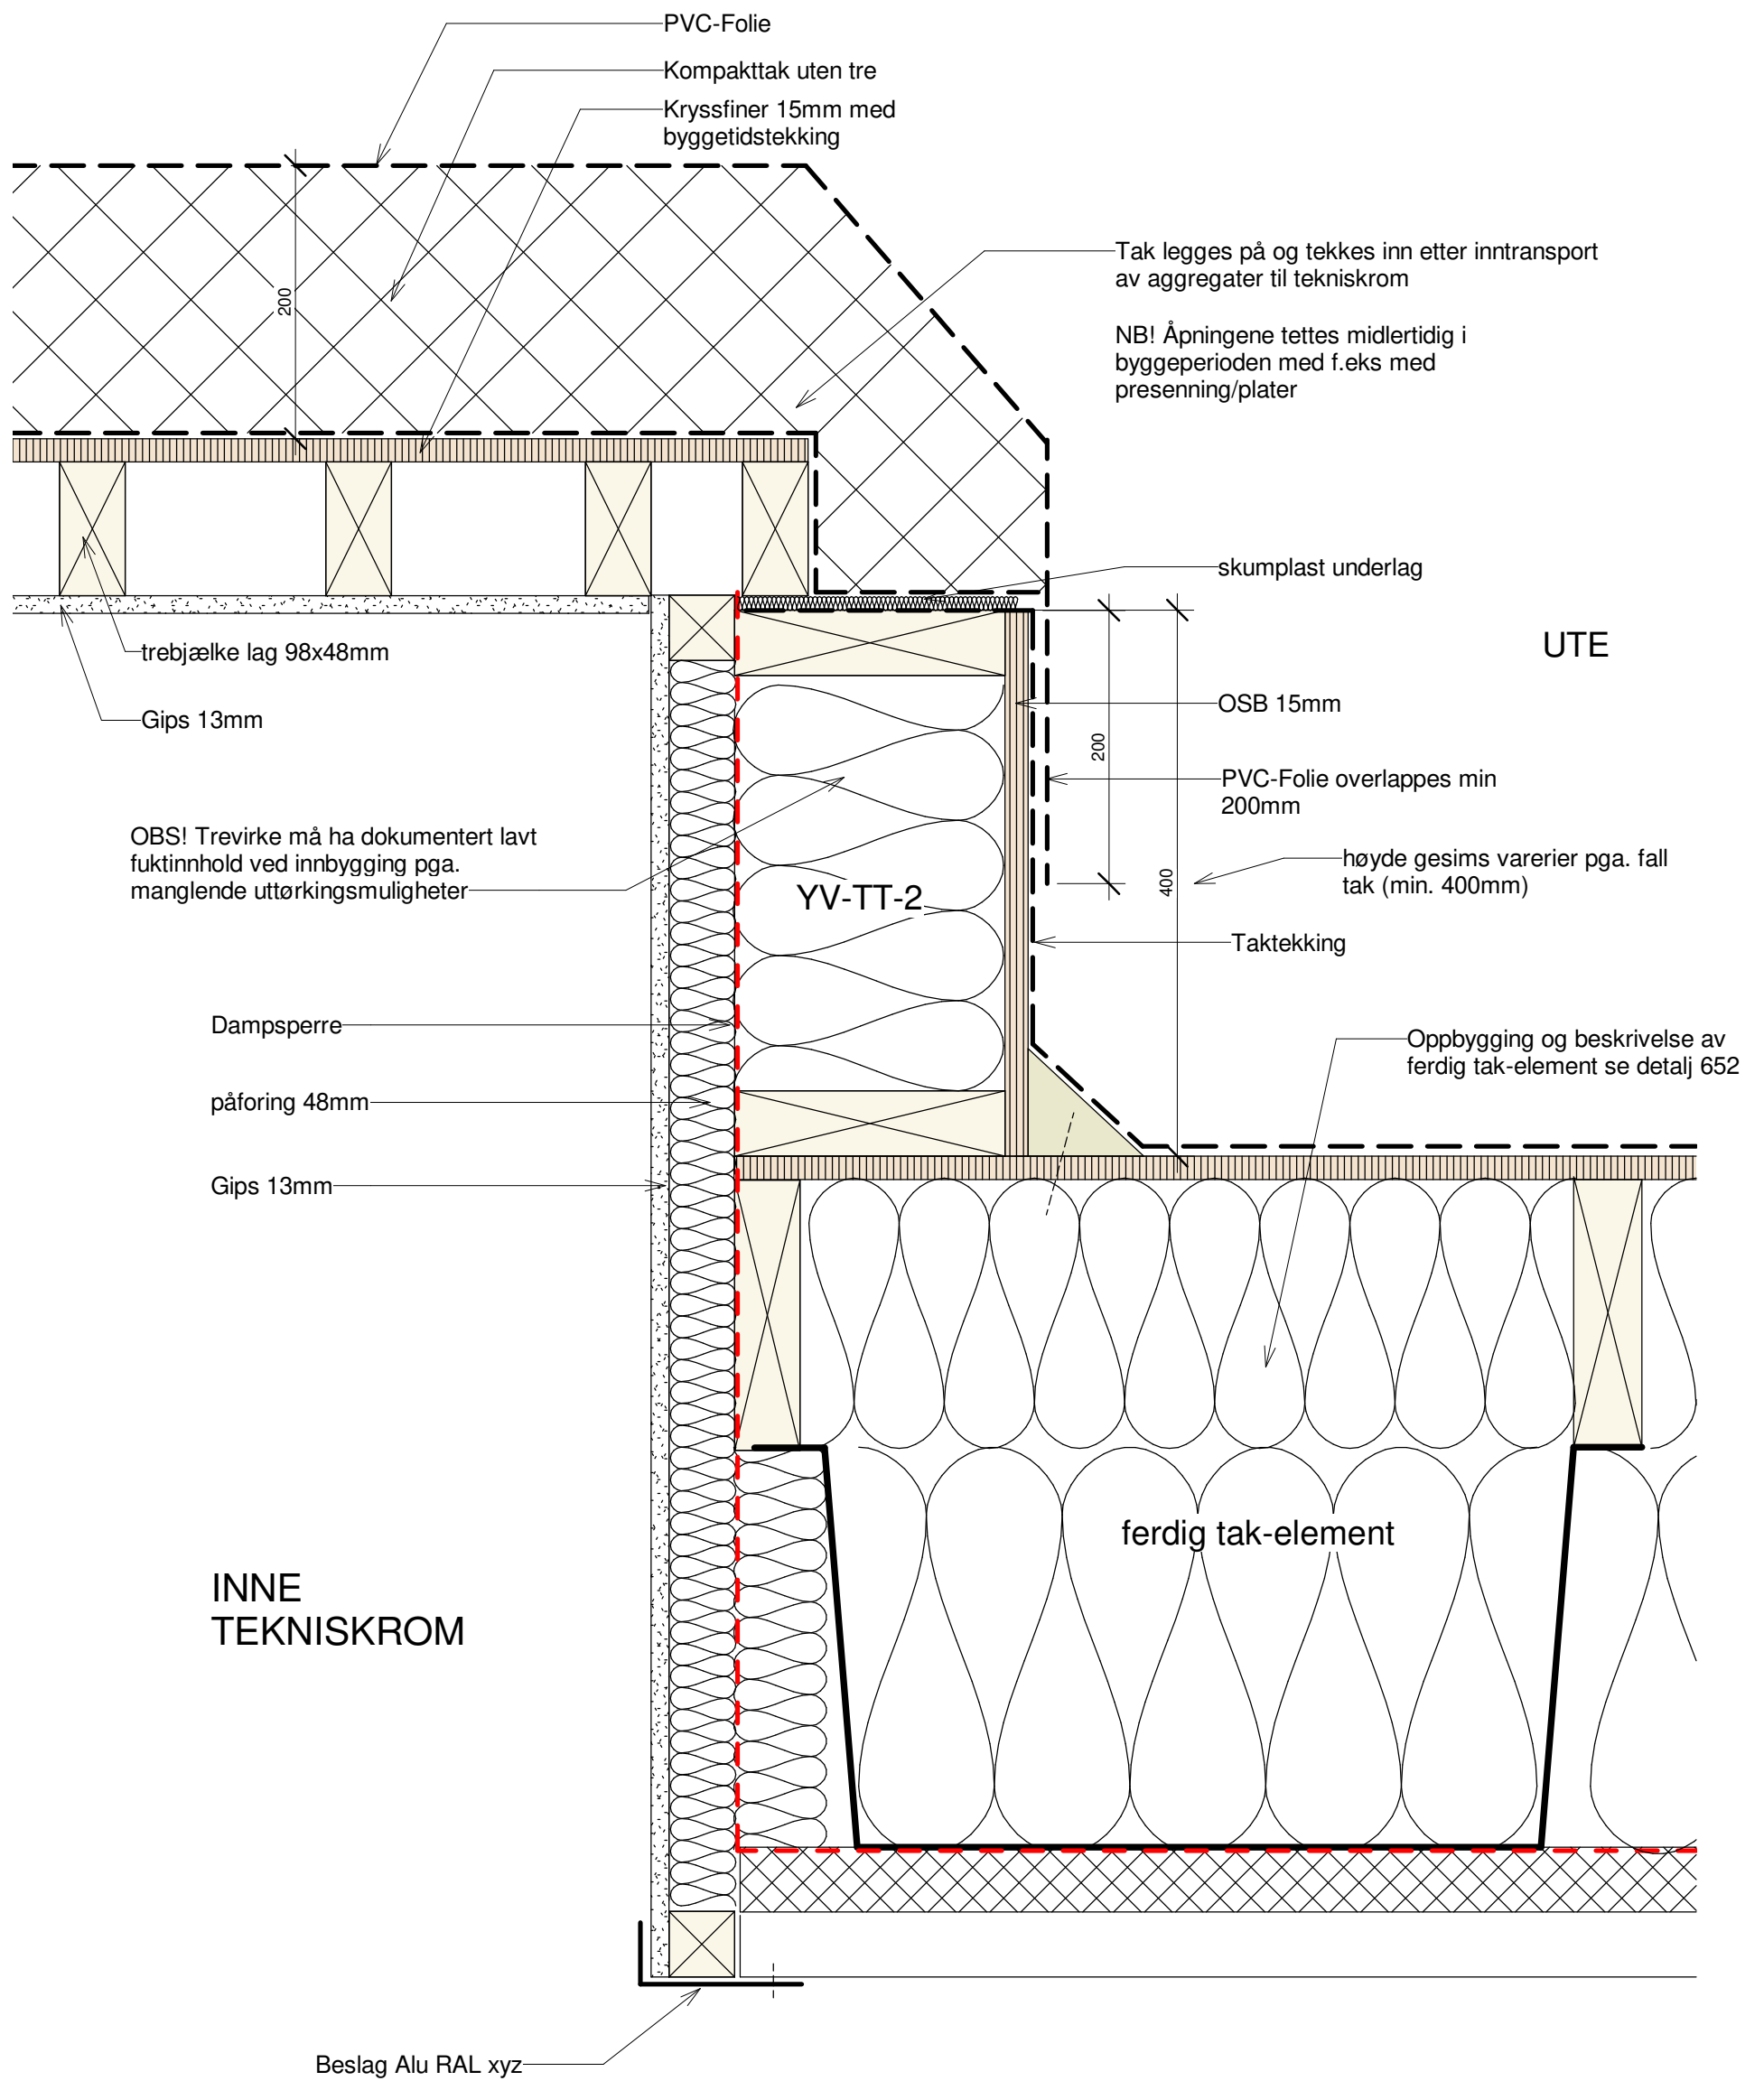 PVC-Folie
Kompakttak uten tre
Kryssfiner 15mm med
byggetidstekking
200
Tak legges på og tekkes inn etter inntransport
av aggregater til tekniskrom
NB! Åpningene tettes midlertidig i
byggeperioden med f.eks med
presenning/plater
skumplast underlag
UTE
trebjælke lag 98x48mm
Gips 13mm
OSB 15mm
200
PVC-Folie overlappes min
200mm
OBS! Trevirke må ha dokumentert lavt
fuktinnhold ved innbygging pga.
manglende uttørkingsmuligheter
høyde gesims varerier pga. fall
tak (min. 400mm)
400
YV-TT-2
Taktekking
Dampsperre
Oppbygging og beskrivelse av
ferdig tak-element se detalj 652
påforing 48mm
Gips 13mm
ferdig tak-element
INNE
TEKNISKROM
Beslag Alu RAL xyz